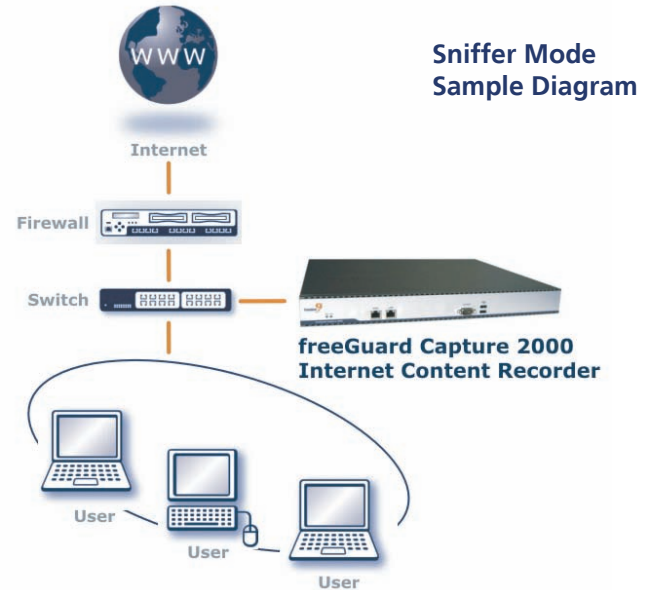 Sniffer Mode
Sample Diagram
WWW
Internet
Firewall
Switch
freeGuard Capture 2000
Internet Content Recorder
User
User
User